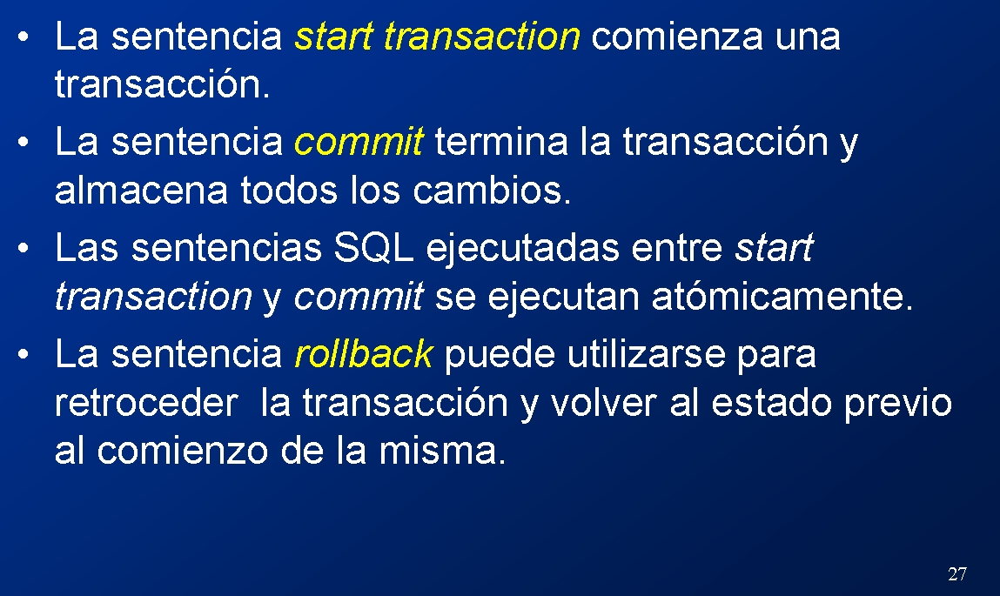 • La sentencia start transaction comienza una
transacción.
• La sentencia commit termina la transacción y
almacena todos los cambios.
• Las sentencias SQL ejecutadas entre start
transaction y commit se ejecutan atómicamente.
• La sentencia rollback puede utilizarse para
retroceder  la transacción y volver al estado previo
al comienzo de la misma.
27